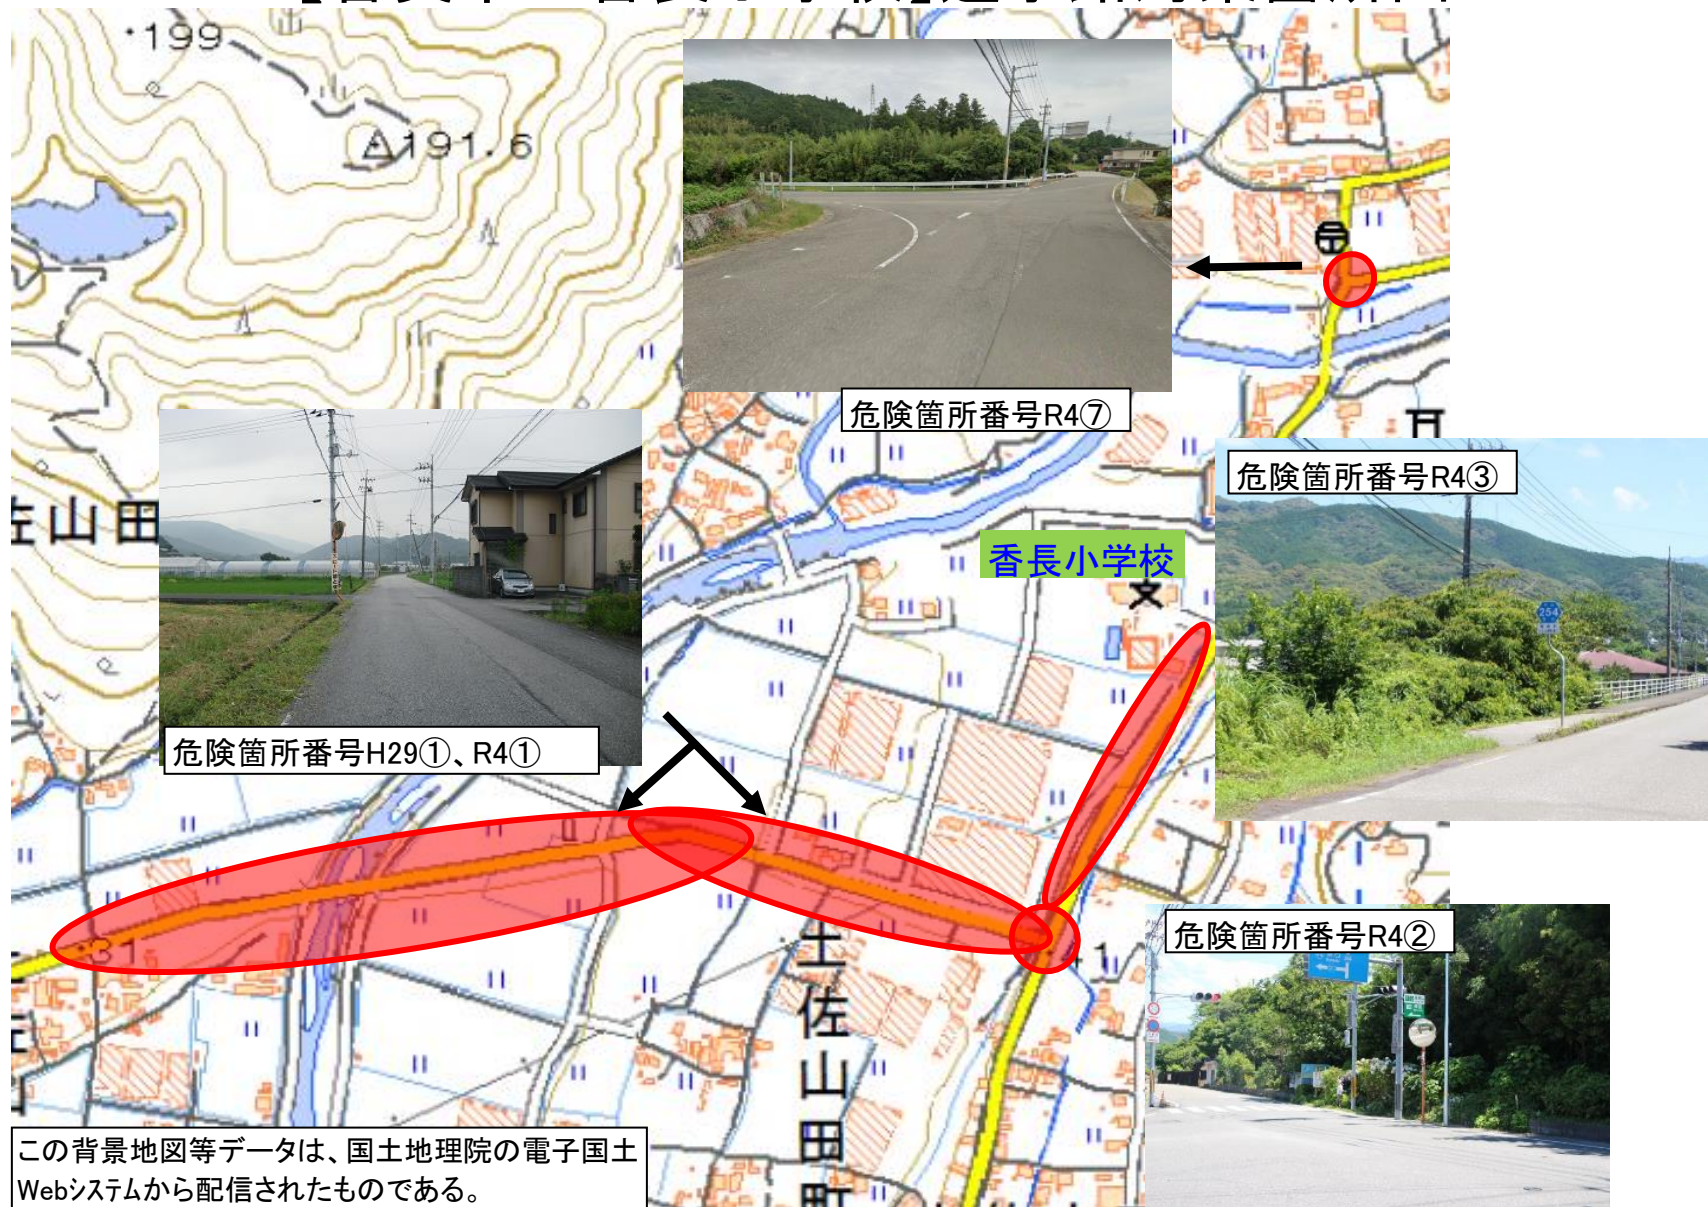 199
191.6
危険箇所番号R4⑦
危険箇所番号R4③
254
佐山田
香長小学校
危険箇所番号H29①、R4①
危険箇所番号R4②
31
土佐山田町
この背景地図等データは、国土地理院の電子国土
Webシステムから配信されたものである。